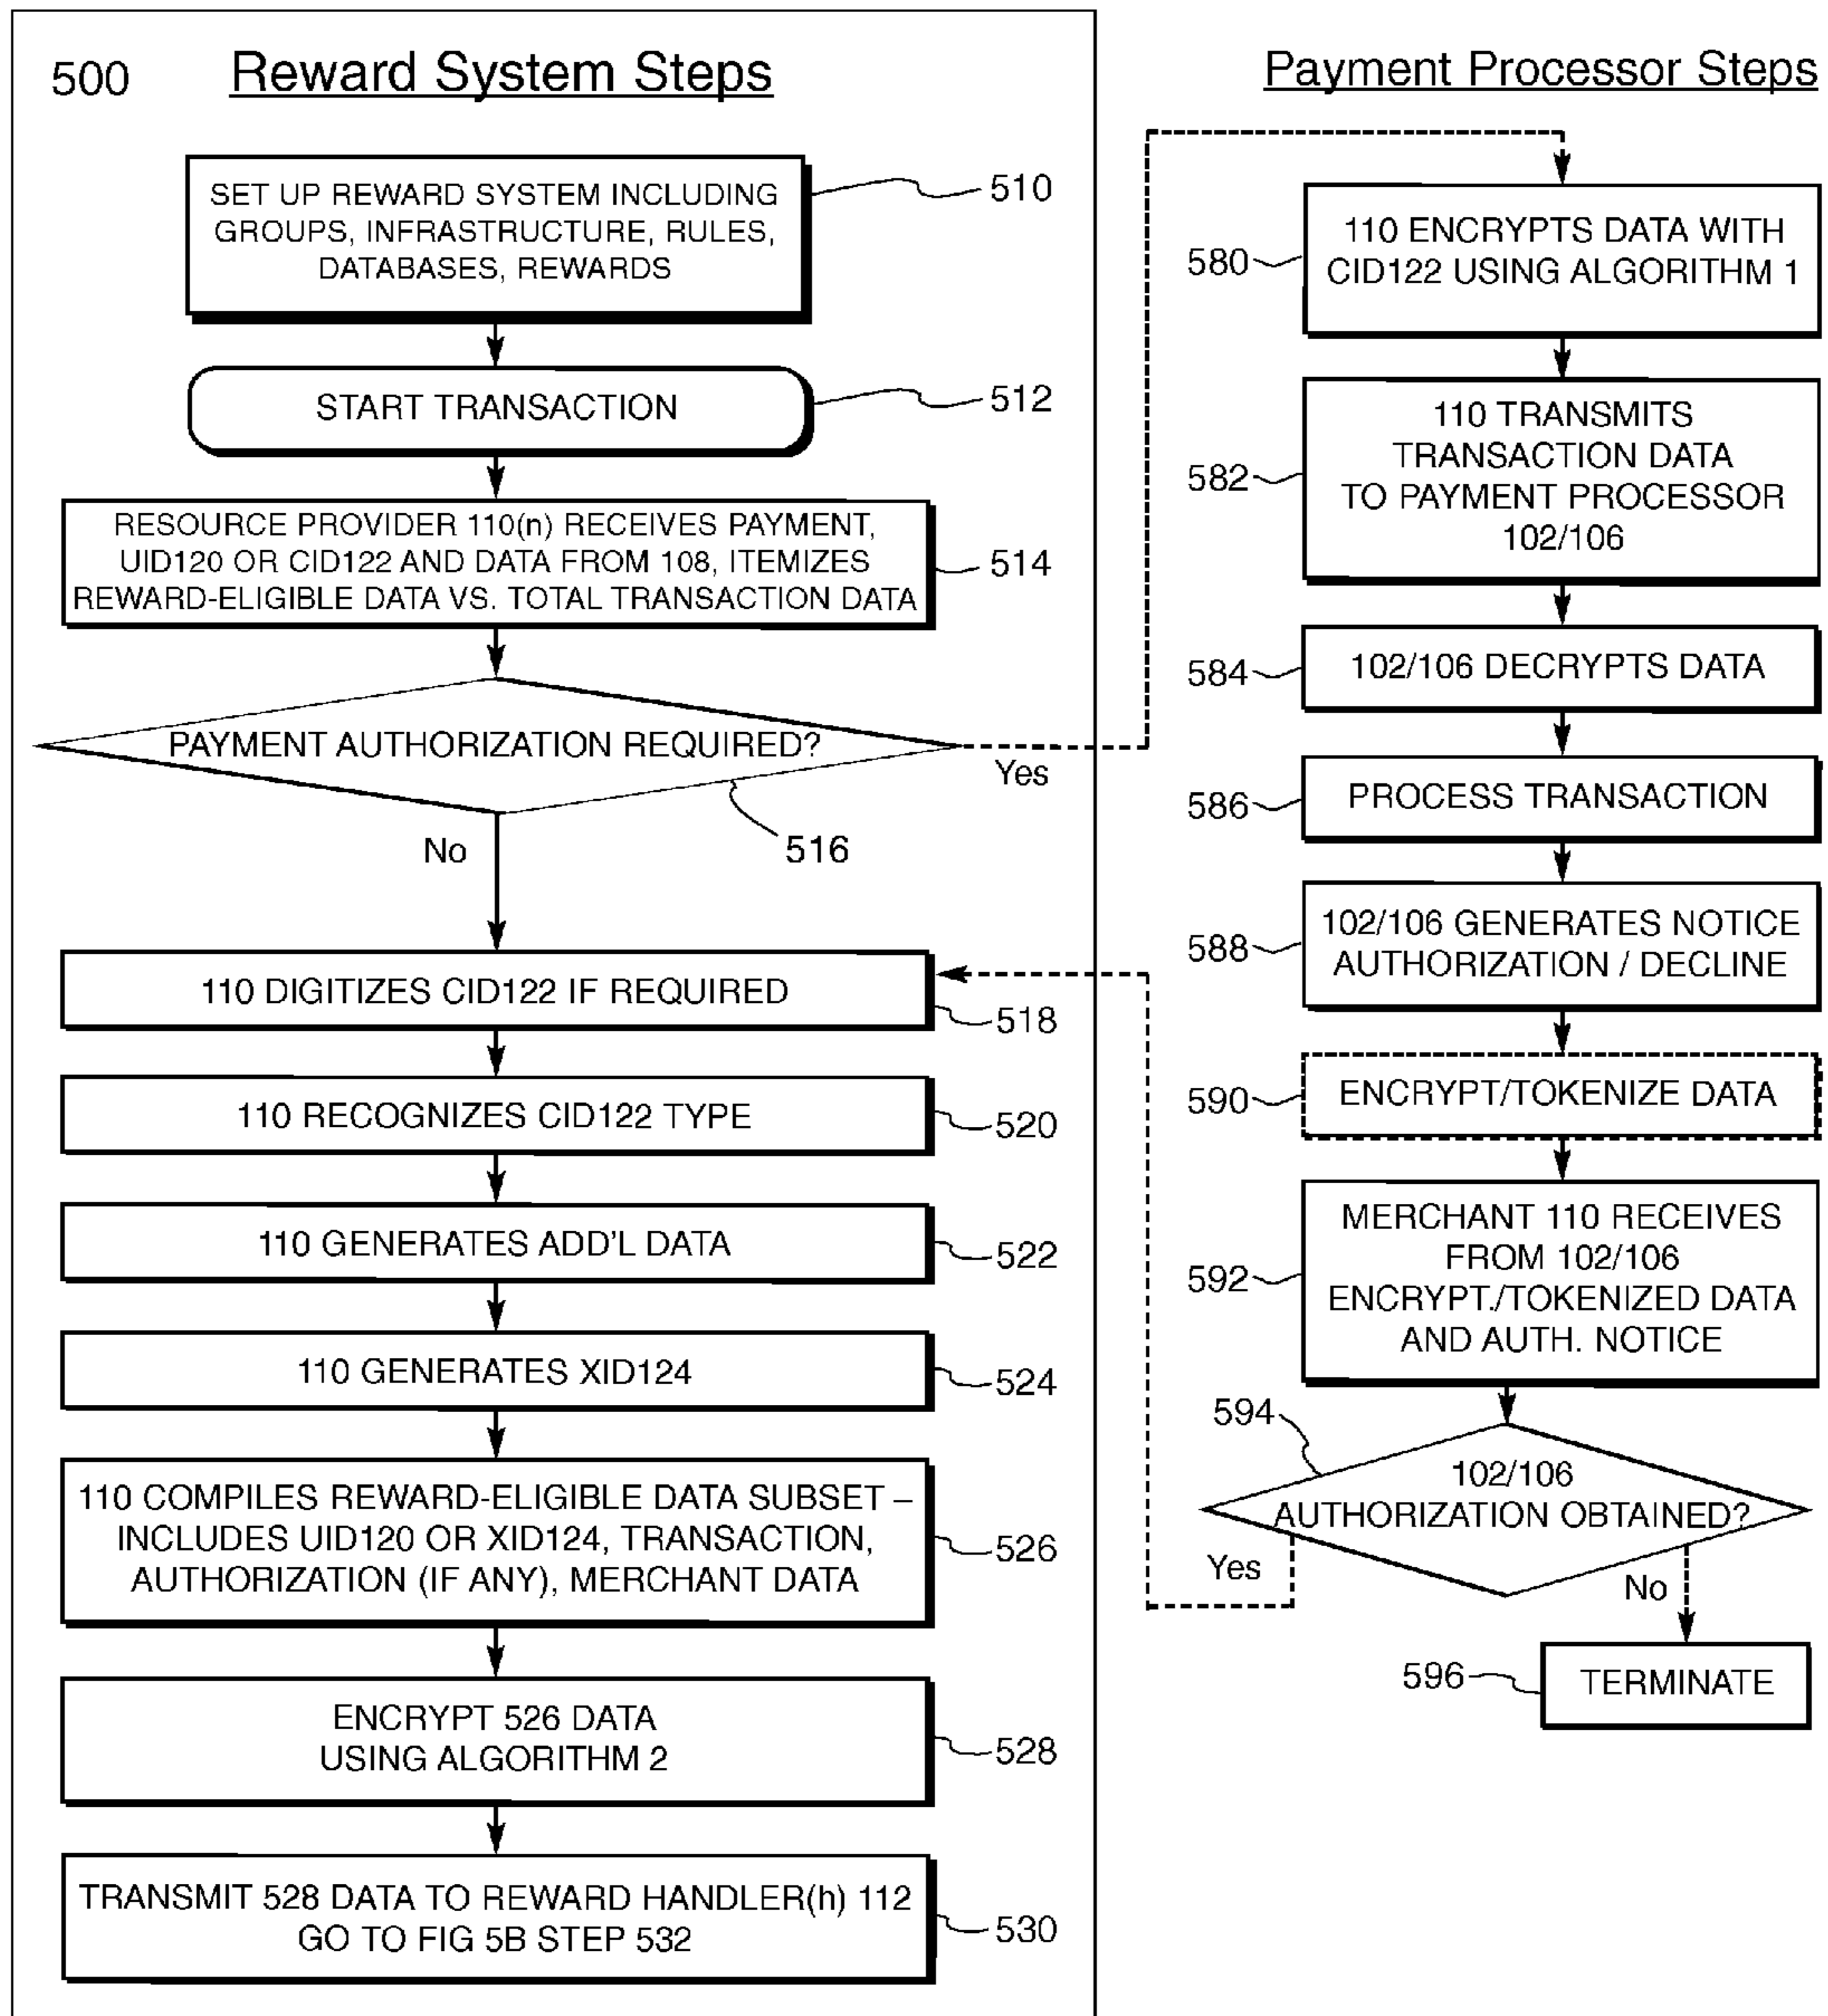 500
Reward System Steps
SET UP REWARD SYSTEM INCLUDING
GROUPS, INFRASTRUCTURE, RULES,
DATABASES, REWARDS
510
START TRANSACTION
512
RESOURCE PROVIDER 110(n) RECEIVES PAYMENT,
UID120 OR CID122 AND DATA FROM 108, ITEMIZES
REWARD-ELIGIBLE DATA VS. TOTAL TRANSACTION DATA
514
PAYMENT AUTHORIZATION REQUIRED?
Yes
516
No
110 DIGITIZES CID122 IF REQUIRED
518
110 RECOGNIZES CID122 TYPE
520
110 GENERATES ADD'L DATA
522
110 GENERATES XID124
524
110 COMPILES REWARD-ELIGIBLE DATA SUBSET –
INCLUDES UID120 OR XID124, TRANSACTION,
AUTHORIZATION (IF ANY), MERCHANT DATA
526
ENCRYPT 526 DATA
USING ALGORITHM 2
528
TRANSMIT 528 DATA TO REWARD HANDLER(h) 112
GO TO FIG 5B STEP 532
530
Payment Processor Steps
110 ENCRYPTS DATA WITH
CID122 USING ALGORITHM 1
580
110 TRANSMITS
TRANSACTION DATA
TO PAYMENT PROCESSOR
102/106
582
102/106 DECRYPTS DATA
584
PROCESS TRANSACTION
586
102/106 GENERATES NOTICE
AUTHORIZATION / DECLINE
588
ENCRYPT/TOKENIZE DATA
590
MERCHANT 110 RECEIVES
FROM 102/106
ENCRYPT./TOKENIZED DATA
AND AUTH. NOTICE
592
594
102/106
AUTHORIZATION OBTAINED?
Yes
No
596
TERMINATE